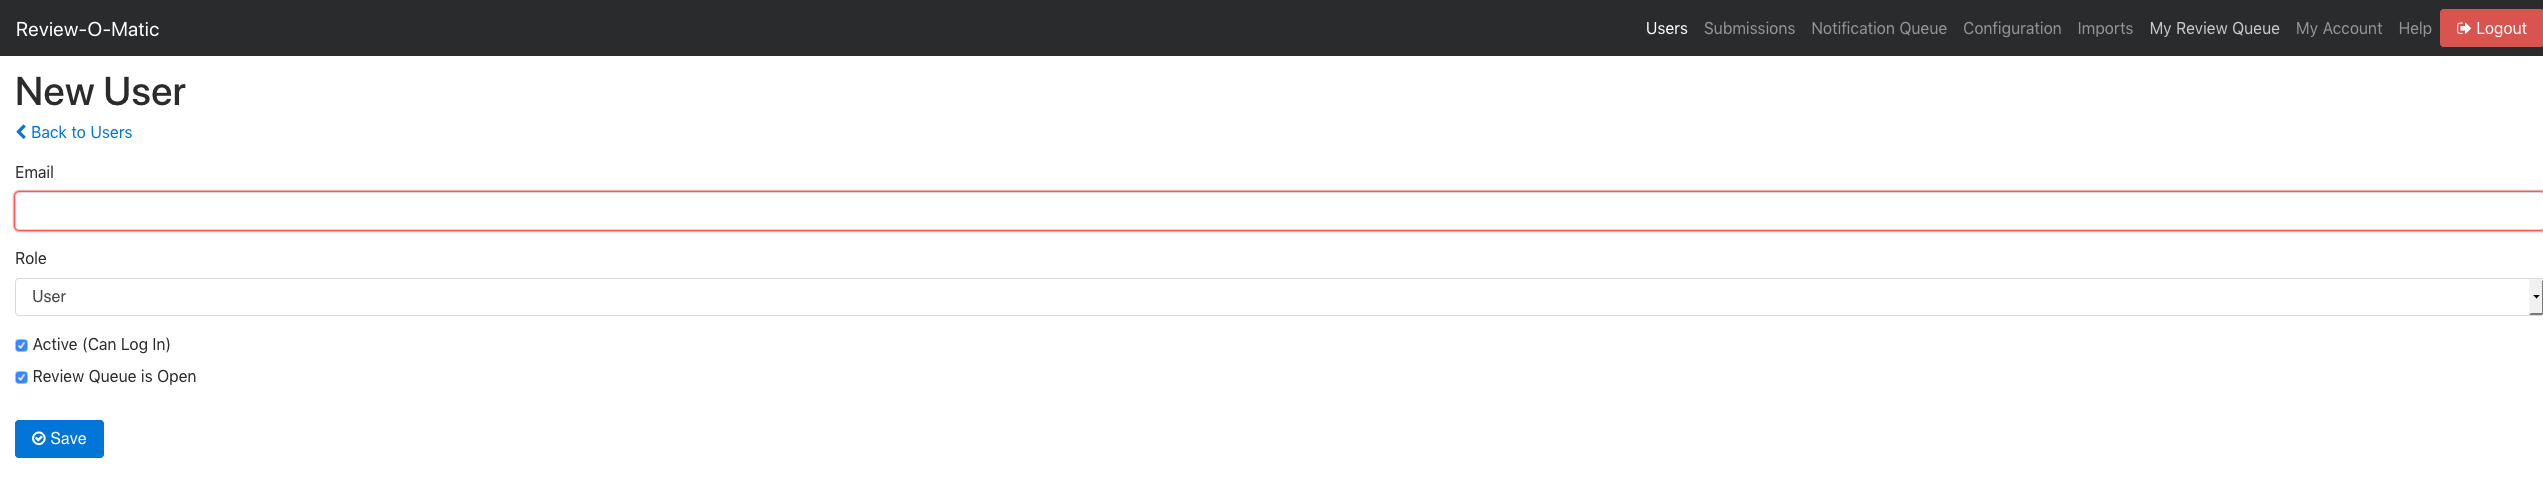 Review-O-Matic Users Submissions Notification Queue Configuration Imports My Review Queue My Account Help Logout
New User
Back to Users
Email
Role
User
Active (Can Log In)
Review Queue is Open
Save